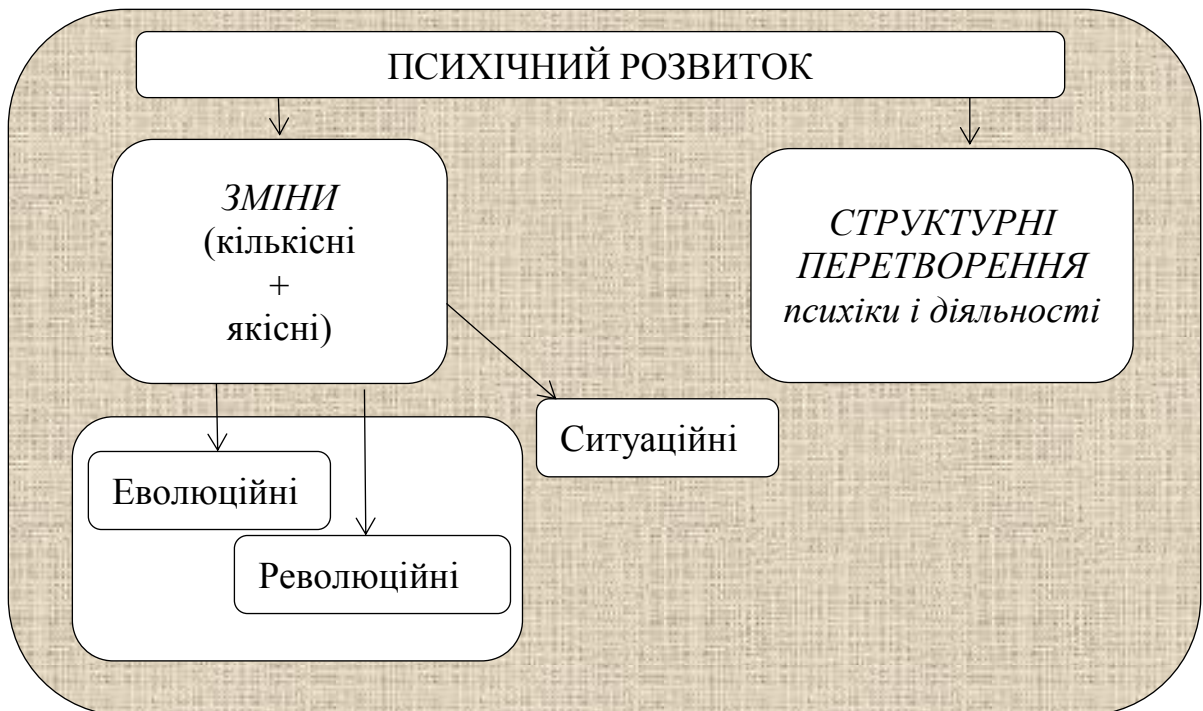 ПСИХІЧНИЙ РОЗВИТОК
ЗМІНИ
(кількісні
+
якісні)
СТРУКТУРНІ
ПЕРЕТВОРЕННЯ
психіки і діяльності
Ситуаційні
Еволюційні
Революційні